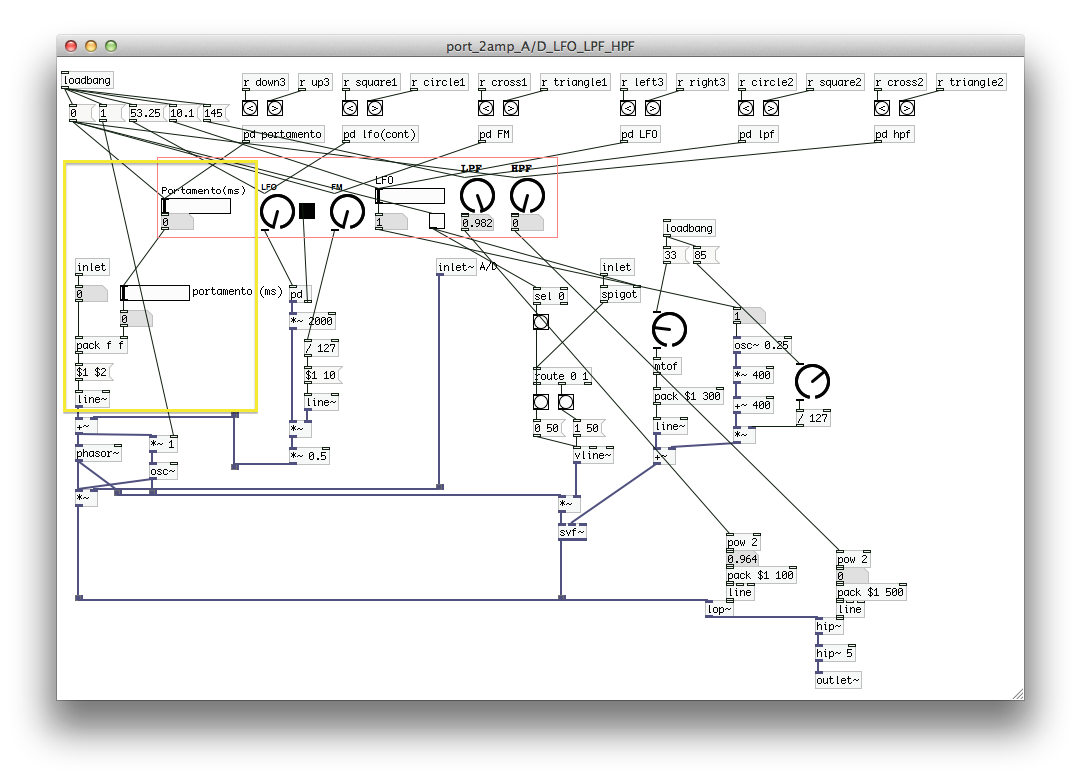 port_2amp_A/D_LFO_LPF_HPF
loadbang
r down3 r up3 r square1 r circle1 r cross1 r triangle1 r left3 r right3 r circle2 r square2 r cross2 r triangle2
< > < > < > < > < > < >
0 1 53.25 10.1 145
pd portamento pd lfo(cont) pd FM pd LFO pd lpf pd hpf
LPF HPF
Portamento(ms) LFO FM LFO
0 1 0.982 0
loadbang
33 85
inlet inlet~ A/D inlet
0 portamento (ms) pd sel 0 spigot
0 *~ 2000 1
pack f f / 127 osc~ 0.25
$1 $2 $1 10 route 0 1 mtof *~ 400
line~ line~ pack $1 300 +~ 400
+~ *~ 0 50 1 50 line~ *~ / 127
*~ 1
phasor~ *~ 0.5 vline~ +~
osc~
*~ *~
svf~
pow 2
0.964 pow 2
pack $1 100 0
line pack $1 500
lop~ line
hip~
hip~ 5
outlet~